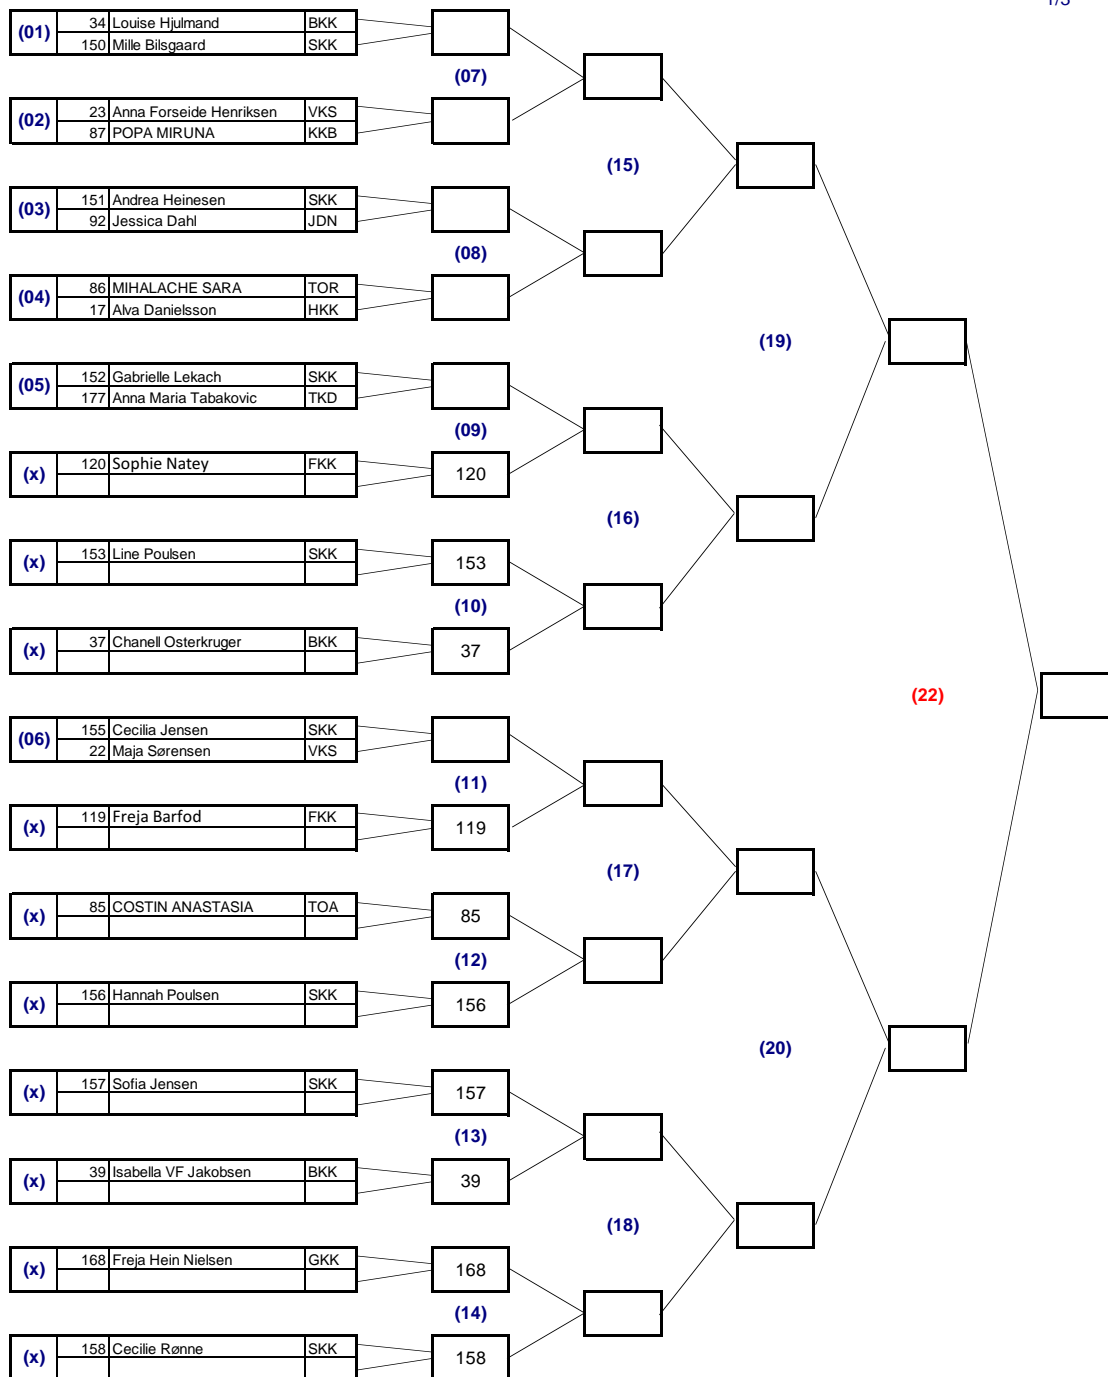 1/3
(01) 34 Louise Hjulmand BKK
150 Mille Bilsgaard SKK
(07)
(02) 23 Anna Forseide Henriksen VKS
87 POPA MIRUNA KKB
(15)
(03) 151 Andrea Heinesen SKK
92 Jessica Dahl JDN
(08)
(04) 86 MIHALACHE SARA TOR
17 Alva Danielsson HKK
(19)
(05) 152 Gabrielle Lekach SKK
177 Anna Maria Tabakovic TKD
(09)
(x) 120 Sophie Natey FKK 120
(16)
(x) 153 Line Poulsen SKK 153
(10)
(x) 37 Chanell Osterkruger BKK 37
(22)
(06) 155 Cecilia Jensen SKK
22 Maja Sørensen VKS
(11)
(x) 119 Freja Barfod FKK 119
(17)
(x) 85 COSTIN ANASTASIA TOA 85
(12)
(x) 156 Hannah Poulsen SKK 156
(20)
(x) 157 Sofia Jensen SKK 157
(13)
(x) 39 Isabella VF Jakobsen BKK 39
(18)
(x) 168 Freja Hein Nielsen GKK 168
(14)
(x) 158 Cecilie Rønne SKK 158